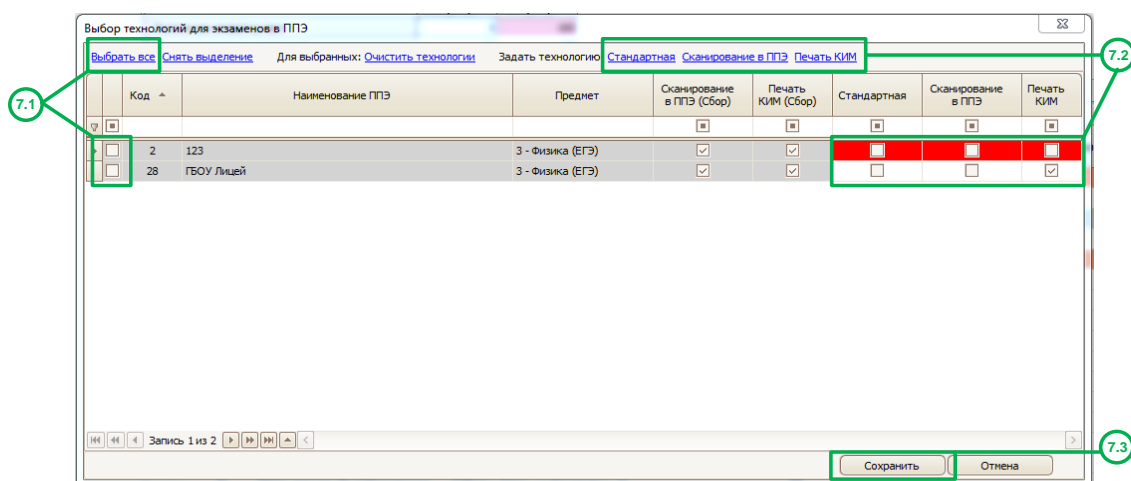 Выбор технологий для экзаменов в ППЭ
Выбрать все Снять выделение Для выбранных: Очистить технологии Задать технологию: Стандартная Сканирование в ППЭ Печать КИМ
7.2
7.1
Код Наименование ППЭ Предмет Сканирование в ППЭ (Сбор) Печать КИМ (Сбор) Стандартная Сканирование в ППЭ Печать КИМ
2 123 3 - Физика (ЕГЭ)
28 ГБОУ Лицей 3 - Физика (ЕГЭ)
Запись 1 из 2
7.3
Сохранить Отмена